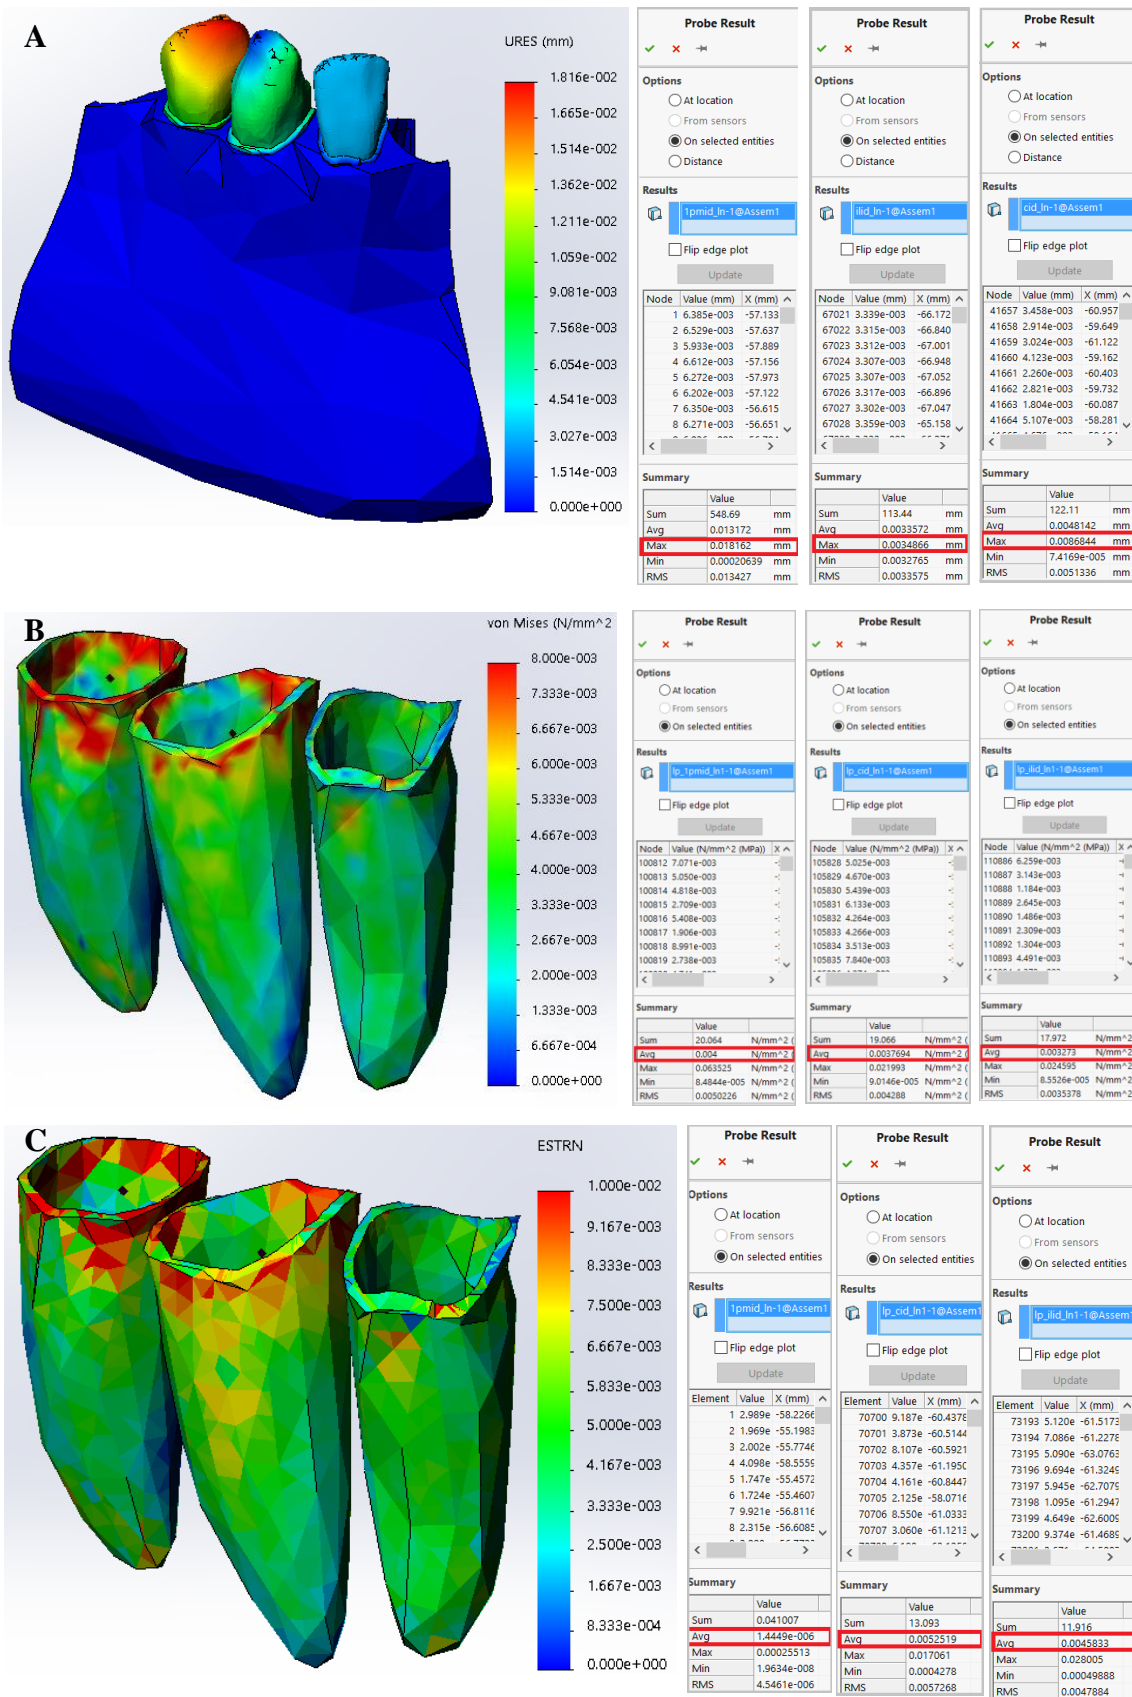 A
URES (mm)
1.816e-002
1.665e-002
1.514e-002
1.362e-002
1.211e-002
1.059e-002
9.081e-003
7.568e-003
6.054e-003
4.541e-003
3.027e-003
1.514e-003
0.000e+000
Probe Result
Options
At location
From sensors
On selected entities
Distance
Results
1pmid_ln-1@Assem1
Flip edge plot
Update
Node Value (mm) X (mm)
1 6.385e-003 -57.133
2 6.529e-003 -57.637
3 5.933e-003 -57.889
4 6.612e-003 -57.156
5 6.272e-003 -57.973
6 6.202e-003 -57.122
7 6.350e-003 -56.615
8 6.271e-003 -56.651
Summary
Value
Sum 548.69 mm
Avg 0.013172 mm
Max 0.018162 mm
Min 0.00020639 mm
RMS 0.013427 mm
Probe Result
Options
At location
From sensors
On selected entities
Distance
Results
ilid_ln-1@Assem1
Flip edge plot
Update
Node Value (mm) X (mm)
67021 3.339e-003 -66.172
67022 3.315e-003 -66.840
67023 3.312e-003 -67.001
67024 3.307e-003 -66.948
67025 3.307e-003 -67.052
67026 3.317e-003 -66.896
67027 3.302e-003 -67.047
67028 3.359e-003 -65.158
Summary
Value
Sum 113.44 mm
Avg 0.0033572 mm
Max 0.0034866 mm
Min 0.0032765 mm
RMS 0.0033575 mm
Probe Result
Options
At location
From sensors
On selected entities
Distance
Results
cid_ln-1@Assem1
Flip edge plot
Update
Node Value (mm) X (mm)
41657 3.458e-003 -60.957
41658 2.914e-003 -59.649
41659 3.024e-003 -61.122
41660 4.123e-003 -59.162
41661 2.260e-003 -60.403
41662 2.821e-003 -59.732
41663 1.804e-003 -60.087
41664 5.107e-003 -58.281
Summary
Value
Sum 122.11 mm
Avg 0.0048142 mm
Max 0.0086844 mm
Min 7.4169e-005 mm
RMS 0.0051336 mm
B
von Mises (N/mm^2
8.000e-003
7.333e-003
6.667e-003
6.000e-003
5.333e-003
4.667e-003
4.000e-003
3.333e-003
2.667e-003
2.000e-003
1.333e-003
6.667e-004
0.000e+000
Probe Result
Options
At location
From sensors
On selected entities
Results
lp_1pmid_ln1-1@Assem1
Flip edge plot
Update
Node Value (N/mm^2 (MPa)) X
100812 7.071e-003
100813 5.050e-003
100814 4.818e-003
100815 2.709e-003
100816 5.408e-003
100817 1.906e-003
100818 8.991e-003
100819 2.738e-003
Summary
Value
Sum 20.064 N/mm^2 (
Avg 0.004 N/mm^2 (
Max 0.063525 N/mm^2 (
Min 8.4844e-005 N/mm^2 (
RMS 0.0050226 N/mm^2 (
Probe Result
Options
At location
From sensors
On selected entities
Results
lp_cid_ln1-1@Assem1
Flip edge plot
Update
Node Value (N/mm^2 (MPa)) X
105828 5.025e-003
105829 4.670e-003
105830 5.439e-003
105831 6.133e-003
105832 4.264e-003
105833 4.266e-003
105834 3.513e-003
105835 7.840e-003
Summary
Value
Sum 19.066 N/mm^2 (
Avg 0.0037694 N/mm^2 (
Max 0.021993 N/mm^2 (
Min 9.0146e-005 N/mm^2 (
RMS 0.004288 N/mm^2 (
Probe Result
Options
At location
From sensors
On selected entities
Results
lp_ilid_ln1-1@Assem1
Flip edge plot
Update
Node Value (N/mm^2 (MPa)) X
110886 6.259e-003
110887 3.143e-003
110888 1.184e-003
110889 2.645e-003
110890 1.486e-003
110891 2.309e-003
110892 1.304e-003
110893 4.491e-003
Summary
Value
Sum 17.972 N/mm^2 (
Avg 0.003273 N/mm^2 (
Max 0.024595 N/mm^2 (
Min 8.5526e-005 N/mm^2 (
RMS 0.0035378 N/mm^2 (
C
ESTRN
1.000e-002
9.167e-003
8.333e-003
7.500e-003
6.667e-003
5.833e-003
5.000e-003
4.167e-003
3.333e-003
2.500e-003
1.667e-003
8.333e-004
0.000e+000
Probe Result
Options
At location
From sensors
On selected entities
Results
1pmid_ln-1@Assem1
Flip edge plot
Update
Element Value X (mm)
1 2.989e -58.2266
2 1.969e -55.1983
3 2.002e -55.7746
4 4.098e -58.5559
5 1.747e -55.4572
6 1.724e -55.4607
7 9.921e -56.8116
8 2.315e -56.6085
Summary
Value
Sum 0.041007
Avg 1.4449e-006
Max 0.00025513
Min 1.9634e-008
RMS 4.5461e-006
Probe Result
Options
At location
From sensors
On selected entities
Results
lp_cid_ln1-1@Assem1
Flip edge plot
Update
Element Value X (mm)
70700 9.187e -60.4378
70701 3.873e -60.5144
70702 8.107e -60.5921
70703 4.357e -61.1950
70704 4.161e -60.8447
70705 2.125e -58.0716
70706 8.550e -61.0333
70707 3.060e -61.1213
Summary
Value
Sum 13.093
Avg 0.0052519
Max 0.017061
Min 0.0004278
RMS 0.0057268
Probe Result
Options
At location
From sensors
On selected entities
Results
lp_ilid_ln1-1@Assem1
Flip edge plot
Update
Element Value X (mm)
73193 5.120e -61.5173
73194 7.086e -61.2278
73195 5.090e -63.0763
73196 9.694e -61.3249
73197 5.945e -62.7079
73198 1.095e -61.2947
73199 4.649e -62.6009
73200 9.374e -61.4689
Summary
Value
Sum 11.916
Avg 0.0045833
Max 0.028005
Min 0.00049888
RMS 0.0047884